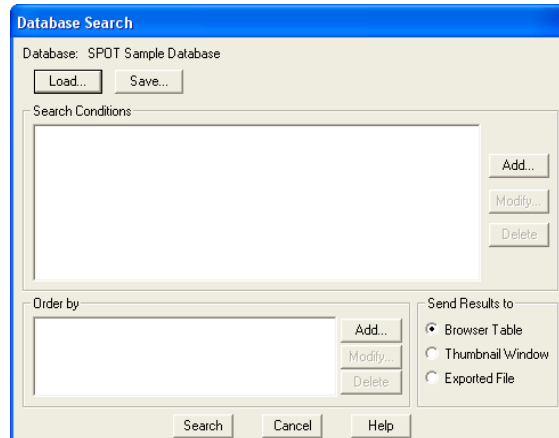 Database Search
Database: SPOT Sample Database
Load... Save...
Search Conditions
Add...
Modify...
Delete
Order by
Add...
Modify...
Delete
Send Results to
Browser Table
Thumbnail Window
Exported File
Search Cancel Help